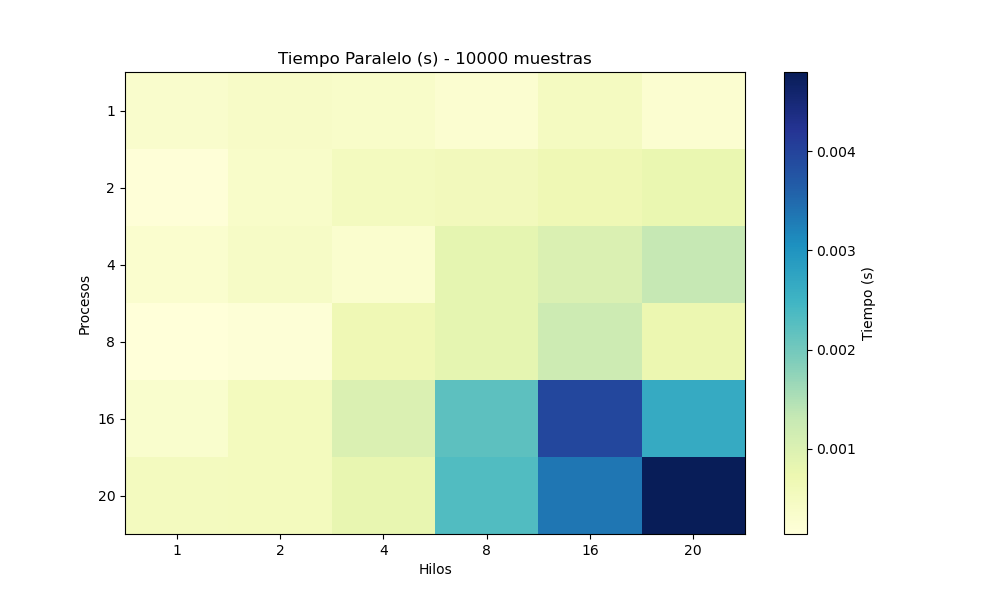 Tiempo Paralelo (s) - 10000 muestras
Procesos
1
2
4
8
16
20
1 2 4 8 16 20
Hilos
0.004
0.003
0.002
0.001
Tiempo (s)